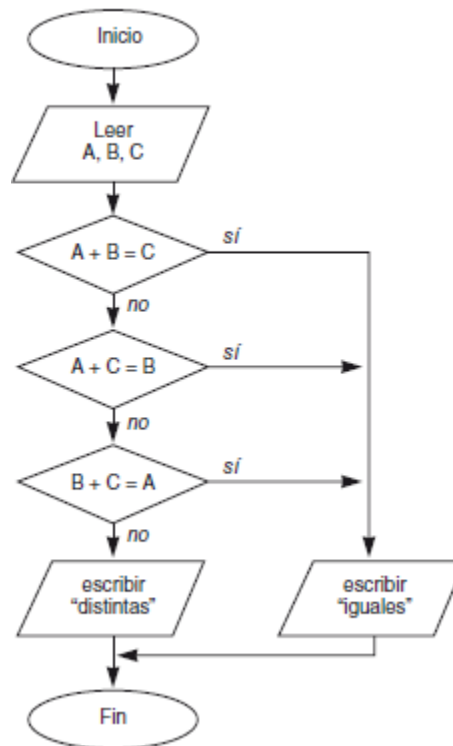 Inicio
Leer
A, B, C
A + B = C
sí
no
A + C = B
sí
no
B + C = A
sí
no
escribir
“distintas”
escribir
“iguales”
Fin